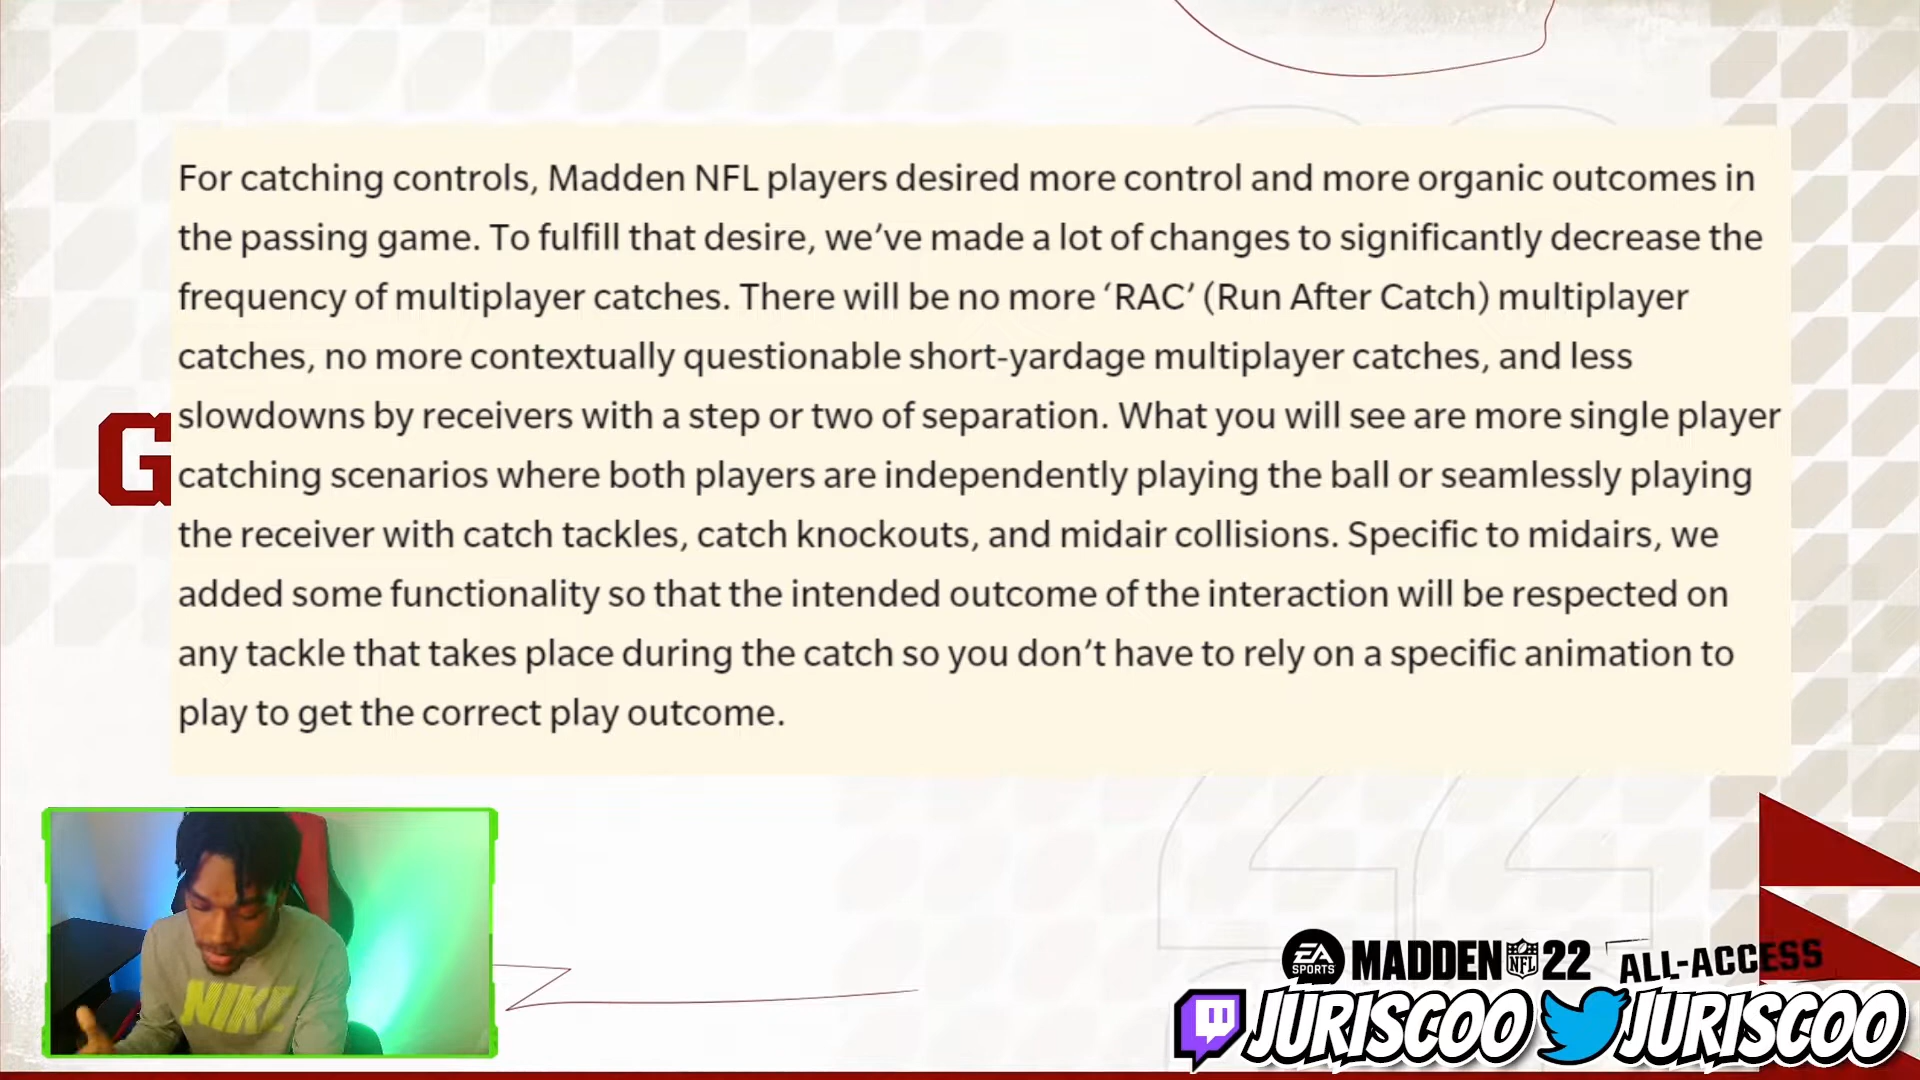 For catching controls, Madden NFL players desired more control and more organic outcomes in
the passing game. To fulfill that desire, we’ve made a lot of changes to significantly decrease the
frequency of multiplayer catches. There will be no more ‘RAC’ (Run After Catch) multiplayer
catches, no more contextually questionable short-yardage multiplayer catches, and less
slowdowns by receivers with a step or two of separation. What you will see are more single player
catching scenarios where both players are independently playing the ball or seamlessly playing
the receiver with catch tackles, catch knockouts, and midair collisions. Specific to midairs, we
added some functionality so that the intended outcome of the interaction will be respected on
any tackle that takes place during the catch so you don’t have to rely on a specific animation to
play to get the correct play outcome.
G
NIKE
EA SPORTS MADDEN NFL 22 ALL-ACCESS
JURISCOO JURISCOO